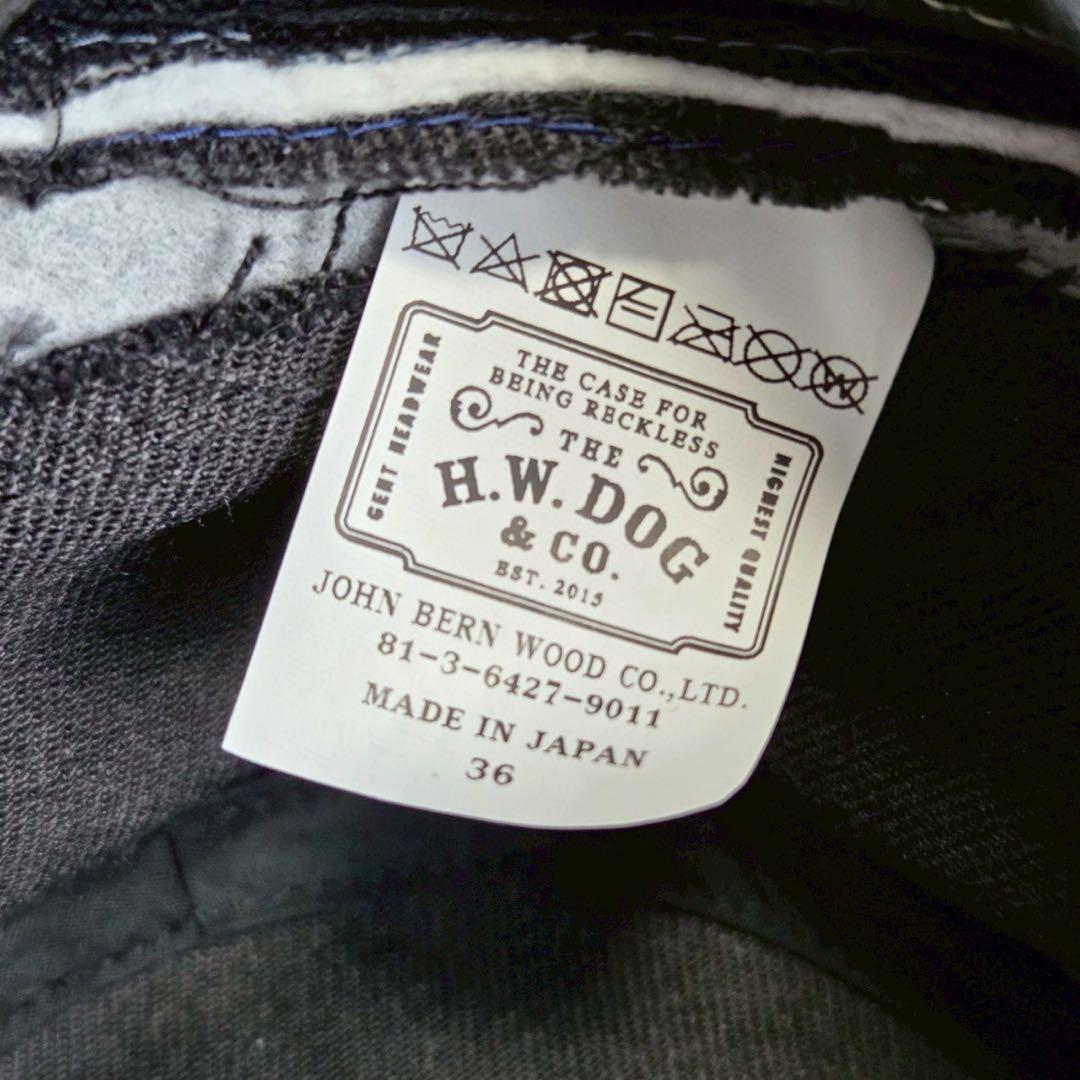 THE CASE FOR
BEING RECKLESS
THE
H.W. DOG
& CO.
EST. 2015
GENT HEADWEAR
HIGHEST QUALITY
JOHN BERN WOOD CO.,LTD.
81-3-6427-9011
MADE IN JAPAN
36